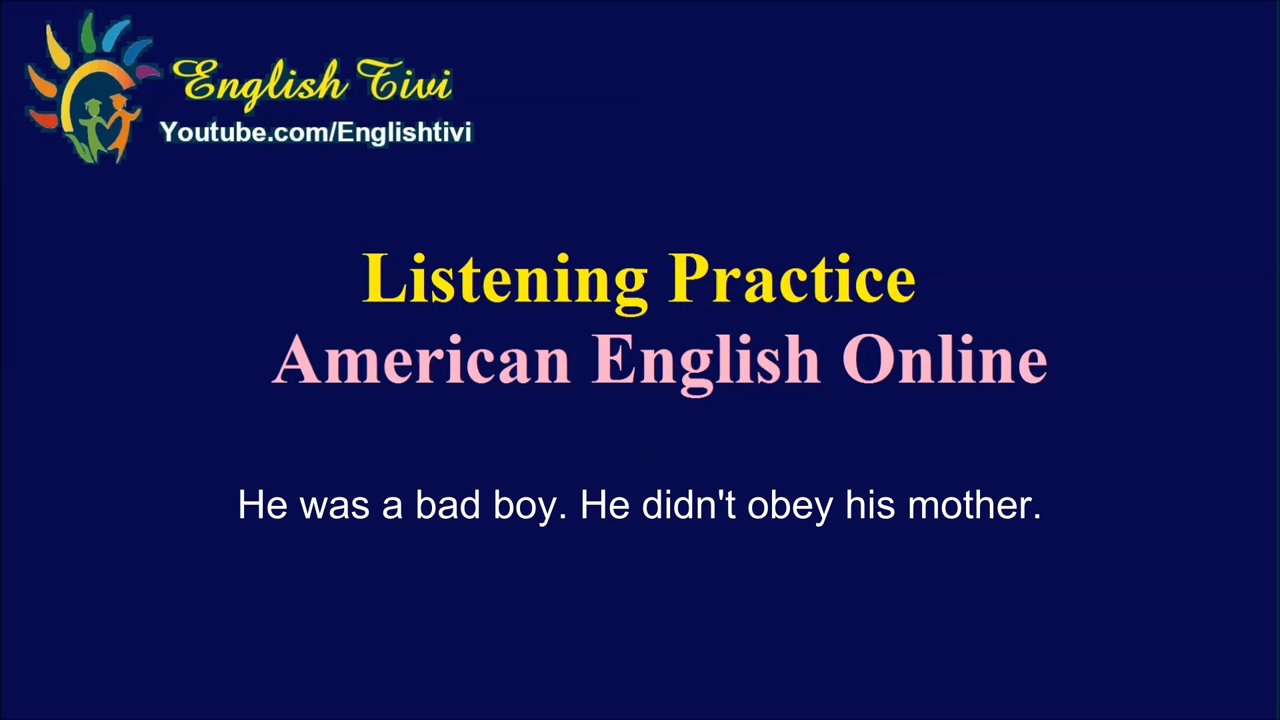 English Tivi
Youtube.com/Englishtivi
Listening Practice
American English Online
He was a bad boy. He didn't obey his mother.